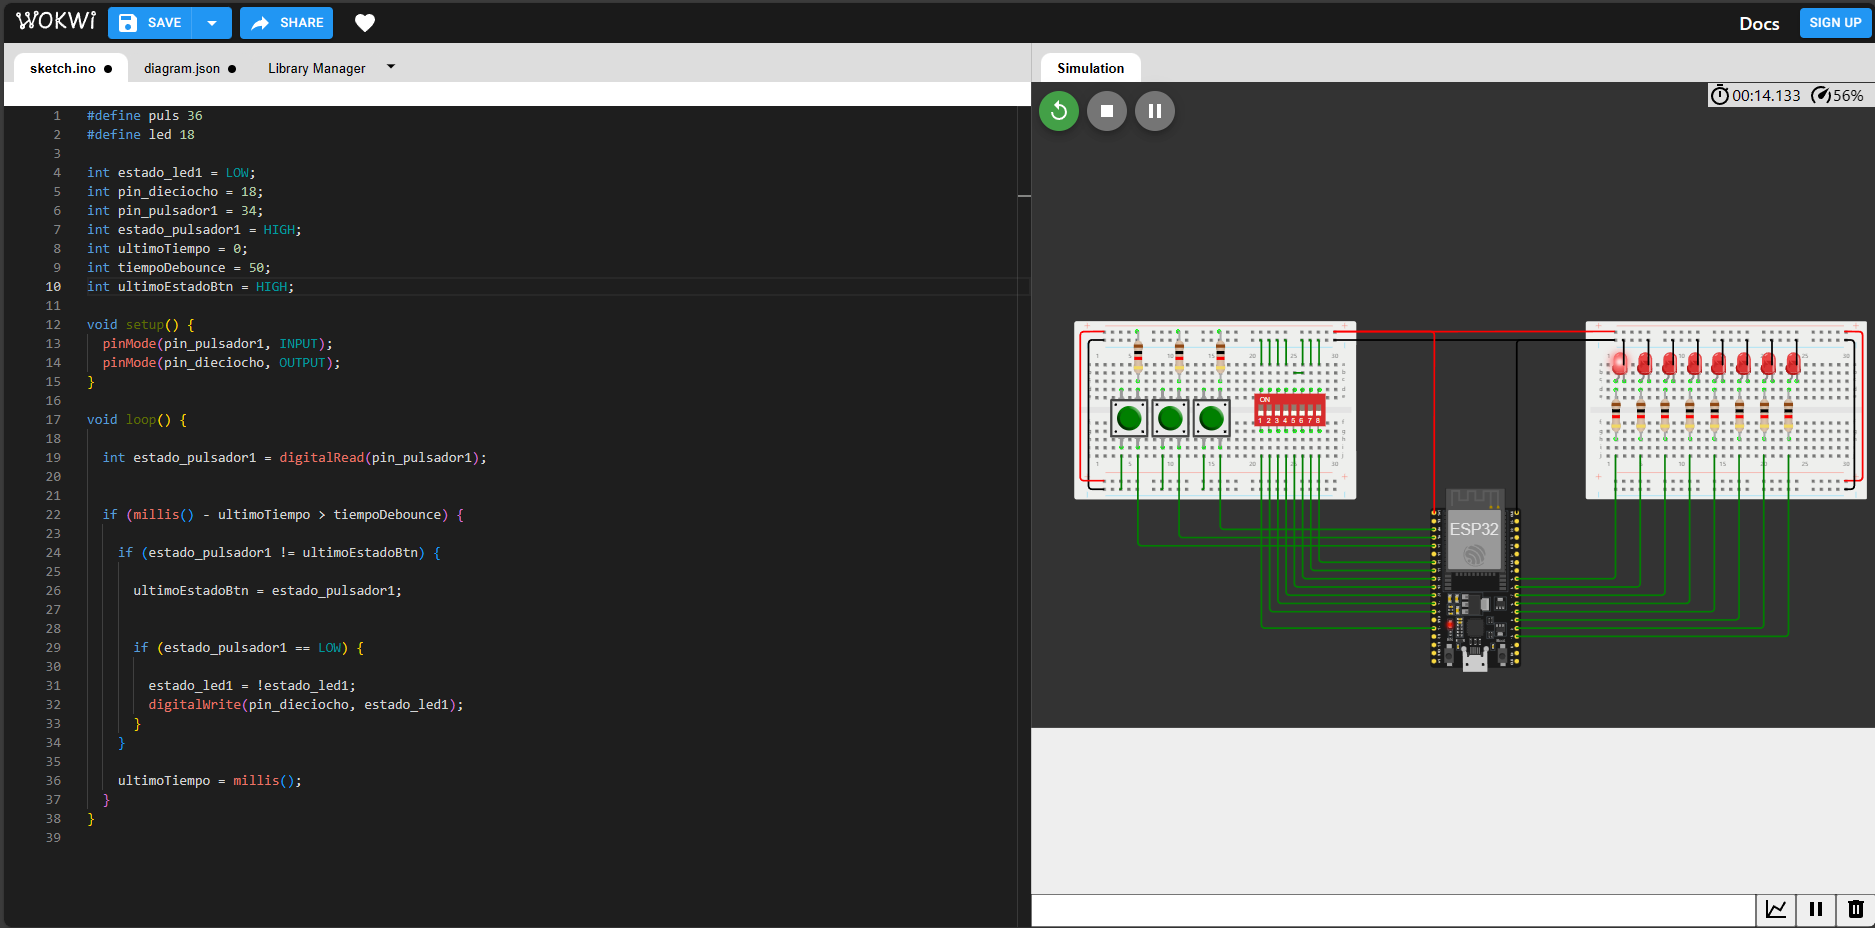 WOKWi SAVE SHARE Docs SIGN UP
sketch.ino diagram.json Library Manager Simulation
00:14.133 56%
1 #define puls 36
2 #define led 18
3
4 int estado_led1 = LOW;
5 int pin_dieciocho = 18;
6 int pin_pulsador1 = 34;
7 int estado_pulsador1 = HIGH;
8 int ultimoTiempo = 0;
9 int tiempoDebounce = 50;
10 int ultimoEstadoBtn = HIGH;
11
12 void setup() {
13 pinMode(pin_pulsador1, INPUT);
14 pinMode(pin_dieciocho, OUTPUT);
15 }
16
17 void loop() {
18
19 int estado_pulsador1 = digitalRead(pin_pulsador1);
20
21
22 if (millis() - ultimoTiempo > tiempoDebounce) {
23
24 if (estado_pulsador1 != ultimoEstadoBtn) {
25
26 ultimoEstadoBtn = estado_pulsador1;
27
28
29 if (estado_pulsador1 == LOW) {
30
31 estado_led1 = !estado_led1;
32 digitalWrite(pin_dieciocho, estado_led1);
33 }
34 }
35
36 ultimoTiempo = millis();
37 }
38 }
39
ON
1 2 3 4 5 6 7 8
ESP32